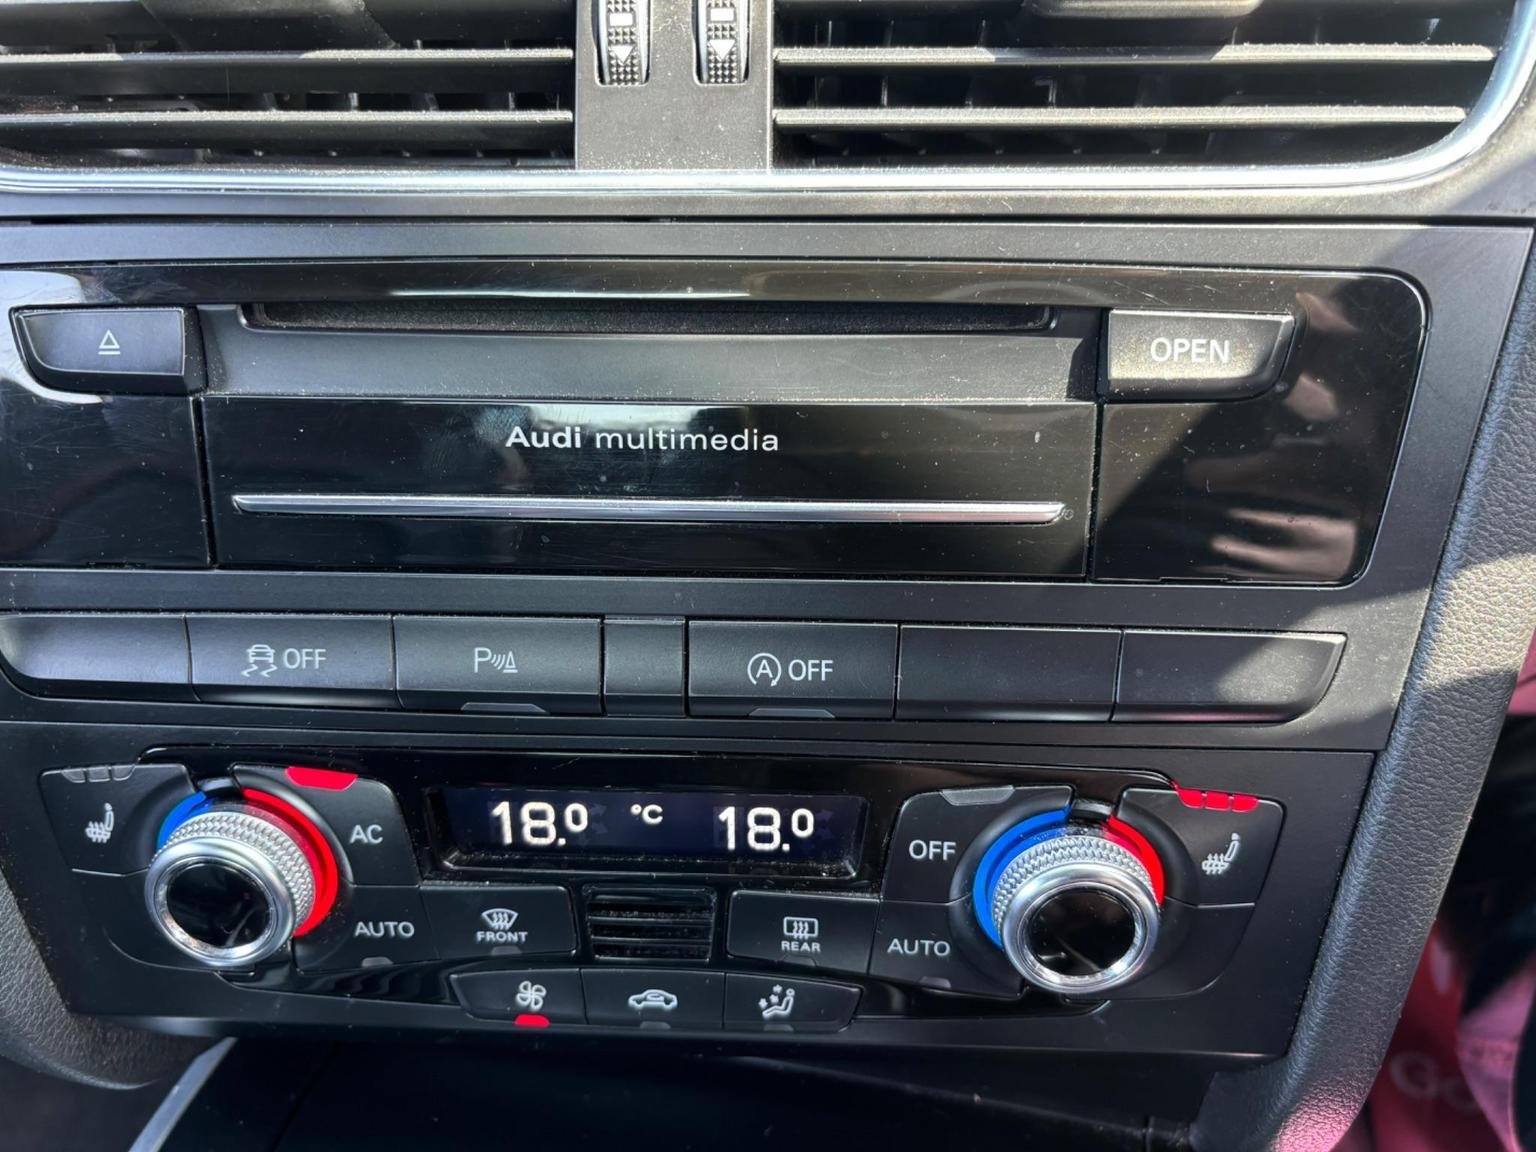 OPEN
Audi multimedia
OFF
P
A OFF
18.0 °C 18.0
AC
OFF
AUTO
FRONT
REAR
AUTO